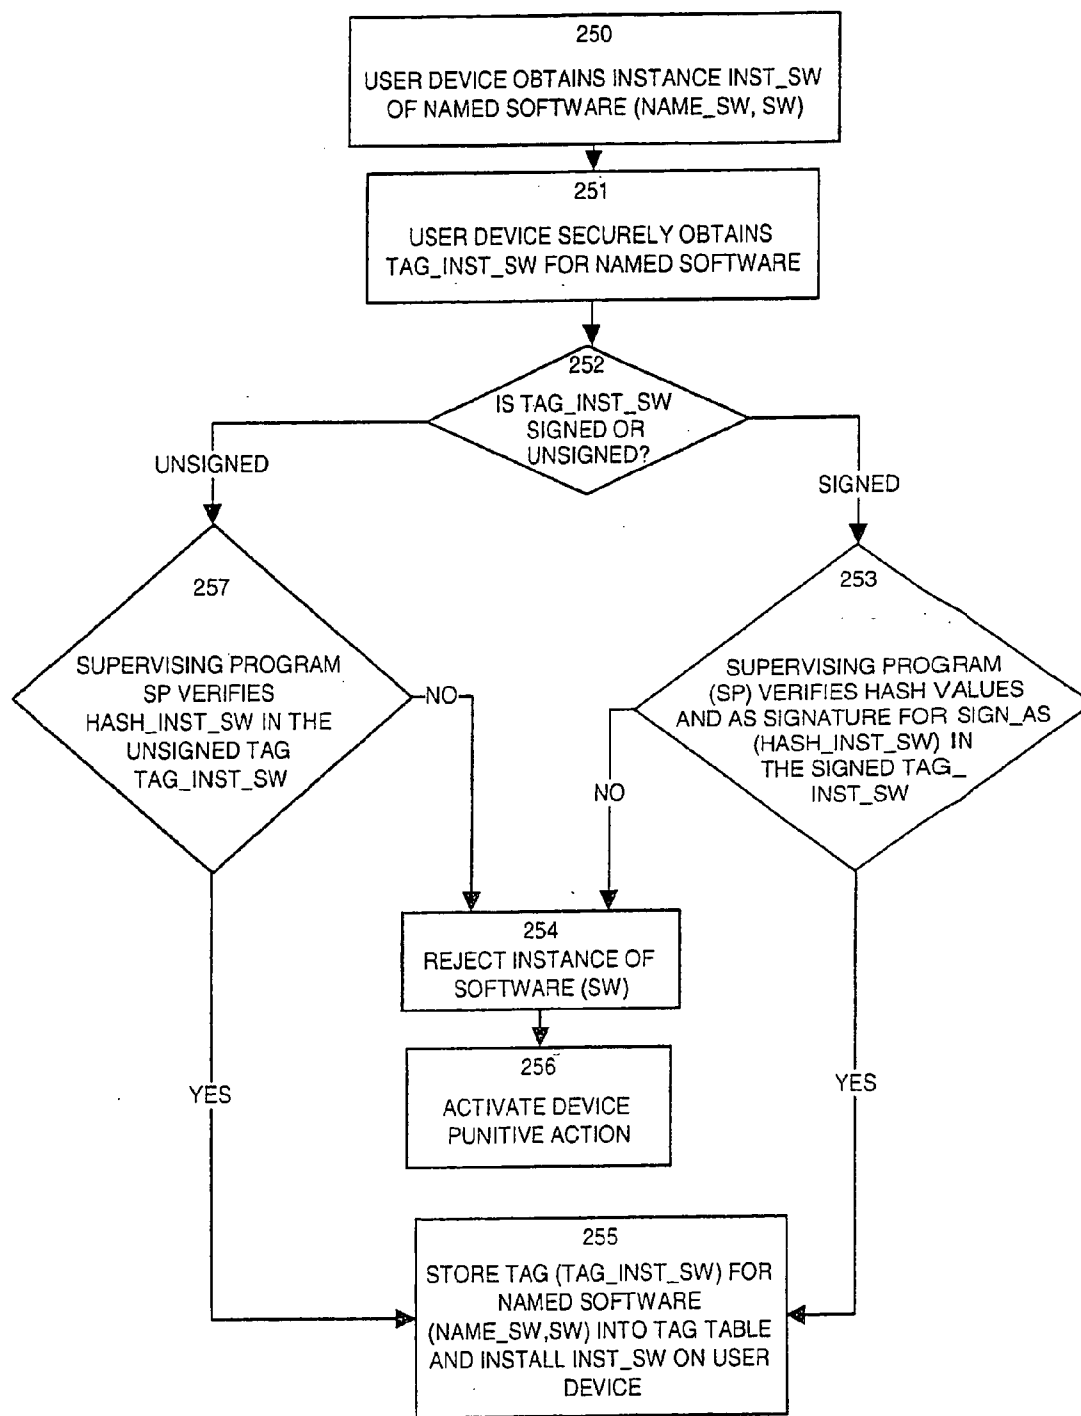 250
USER DEVICE OBTAINS INSTANCE INST_SW
OF NAMED SOFTWARE (NAME_SW, SW)
251
USER DEVICE SECURELY OBTAINS
TAG_INST_SW FOR NAMED SOFTWARE
252
IS TAG_INST_SW
SIGNED OR
UNSIGNED?
UNSIGNED
SIGNED
257
SUPERVISING PROGRAM
SP VERIFIES
HASH_INST_SW IN THE
UNSIGNED TAG
TAG_INST_SW
NO
253
SUPERVISING PROGRAM
(SP) VERIFIES HASH VALUES
AND AS SIGNATURE FOR SIGN_AS
(HASH_INST_SW) IN
THE SIGNED TAG_
INST_SW
NO
254
REJECT INSTANCE OF
SOFTWARE (SW)
256
ACTIVATE DEVICE
PUNITIVE ACTION
YES
YES
255
STORE TAG (TAG_INST_SW) FOR
NAMED SOFTWARE
(NAME_SW,SW) INTO TAG TABLE
AND INSTALL INST_SW ON USER
DEVICE